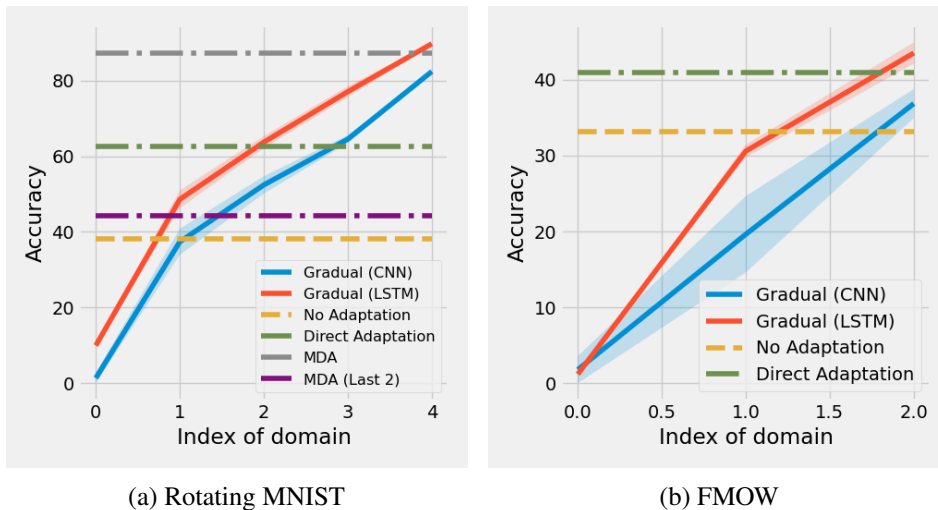 80
60
40
20
0
Accuracy
Gradual (CNN)
Gradual (LSTM)
No Adaptation
Direct Adaptation
MDA
MDA (Last 2)
0 1 2 3 4
Index of domain
(a) Rotating MNIST
40
30
20
10
0
Accuracy
Gradual (CNN)
Gradual (LSTM)
No Adaptation
Direct Adaptation
0.0 0.5 1.0 1.5 2.0
Index of domain
(b) FMOW